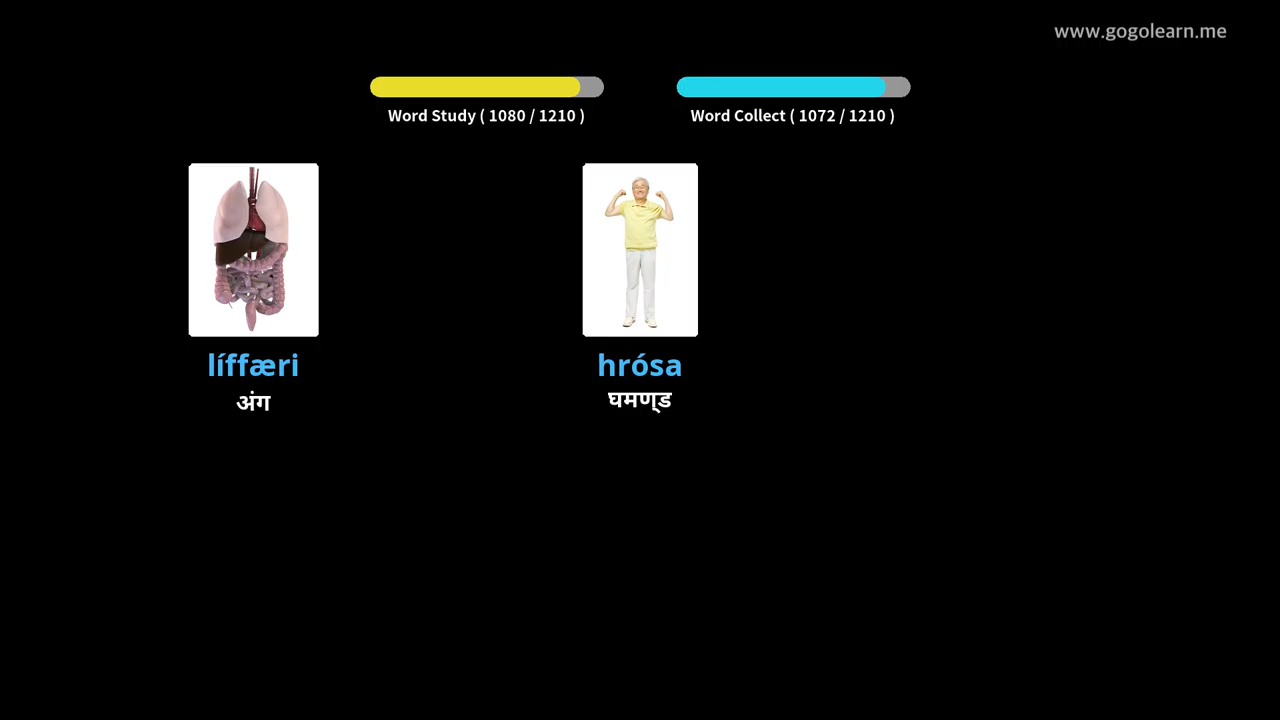 www.gogolearn.me
Word Study ( 1080 / 1210 )
Word Collect ( 1072 / 1210 )
líffæri
hrósa
अंग
घमण्ड